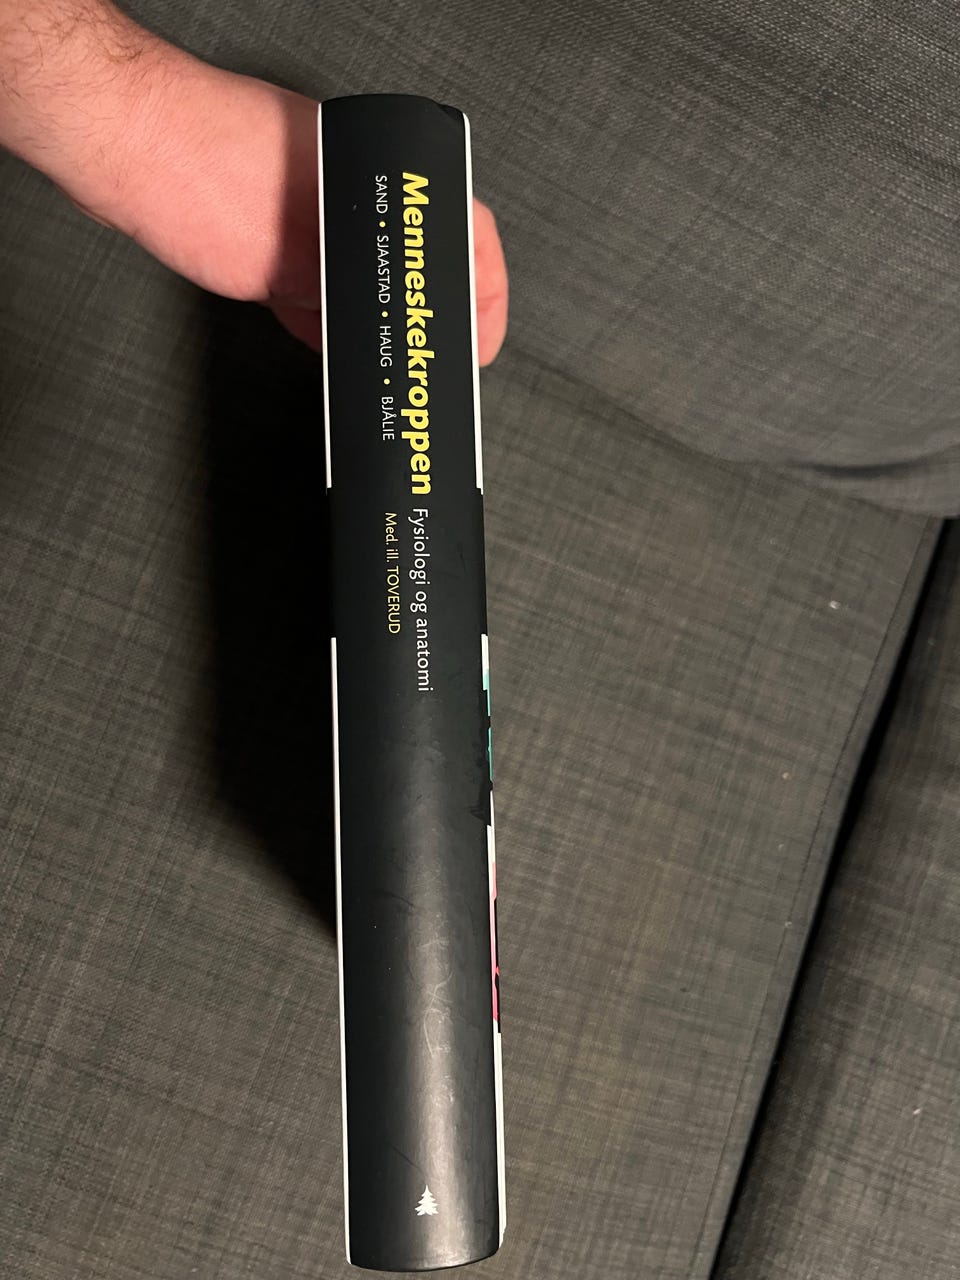 Menneskekroppen Fysiologi og anatomi
SAND • SJAASTAD • HAUG • BJÅLIE Med. ill. TOVERUD